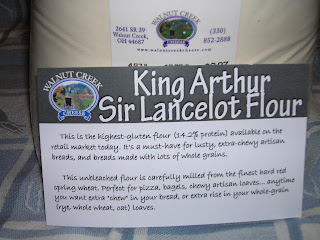 WALNUT CREEK
CHEESE
2641 SR 39
Walnut Creek,
OH 44687
(330)
852-2888
www.walnutcreekcheese.com
WALNUT CREEK
CHEESE
King Arthur
Sir Lancelot Flour
This is the highest-gluten flour (14.2% protein) available on the
retail market today. It's a must-have for lusty, extra-chewy artisan
breads, and breads made with lots of whole grains.
This unbleached flour is carefully milled from the finest hard red
spring wheat. Perfect for pizza, bagels, chewy artisan loaves... anytime
you want extra "chew" in your bread, or extra rise in your whole-grain
(rye, whole wheat, oat) loaves.